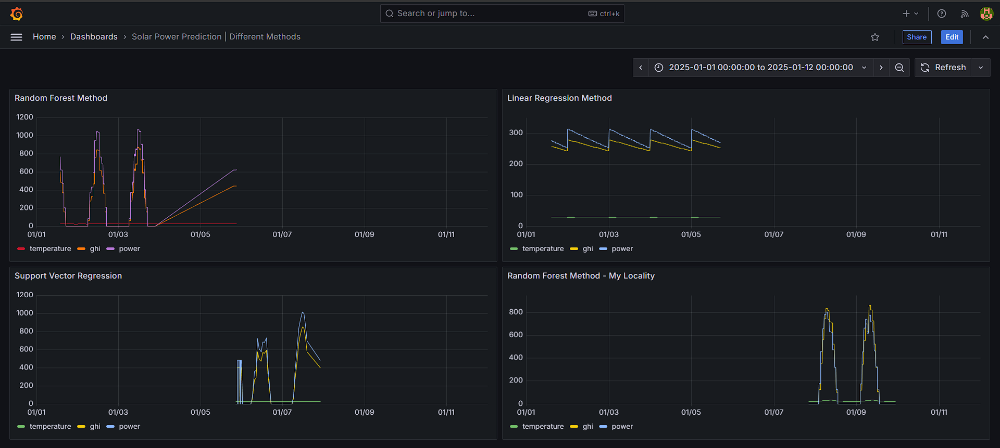 Search or jump to... ctrl+k
Home › Dashboards › Solar Power Prediction | Different Methods
Share Edit
2025-01-01 00:00:00 to 2025-01-12 00:00:00 Refresh
Random Forest Method
1200
1000
800
600
400
200
0
01/01 01/03 01/05 01/07 01/09 01/11
temperature ghi power
Linear Regression Method
300
200
100
0
01/01 01/03 01/05 01/07 01/09 01/11
temperature ghi power
Support Vector Regression
1200
1000
800
600
400
200
0
01/01 01/03 01/05 01/07 01/09 01/11
temperature ghi power
Random Forest Method - My Locality
800
600
400
200
0
01/01 01/03 01/05 01/07 01/09 01/11
temperature ghi power